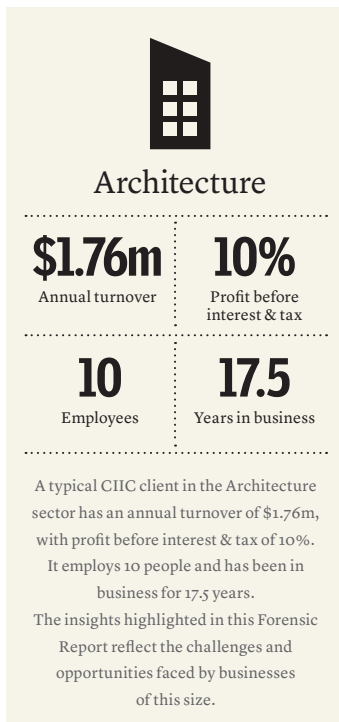 Architecture
$1.76m
Annual turnover
10%
Profit before
interest & tax
10
Employees
17.5
Years in business
A typical CIIC client in the Architecture
sector has an annual turnover of $1.76m,
with profit before interest & tax of 10%.
It employs 10 people and has been in
business for 17.5 years.
The insights highlighted in this Forensic
Report reflect the challenges and
opportunities faced by businesses
of this size.